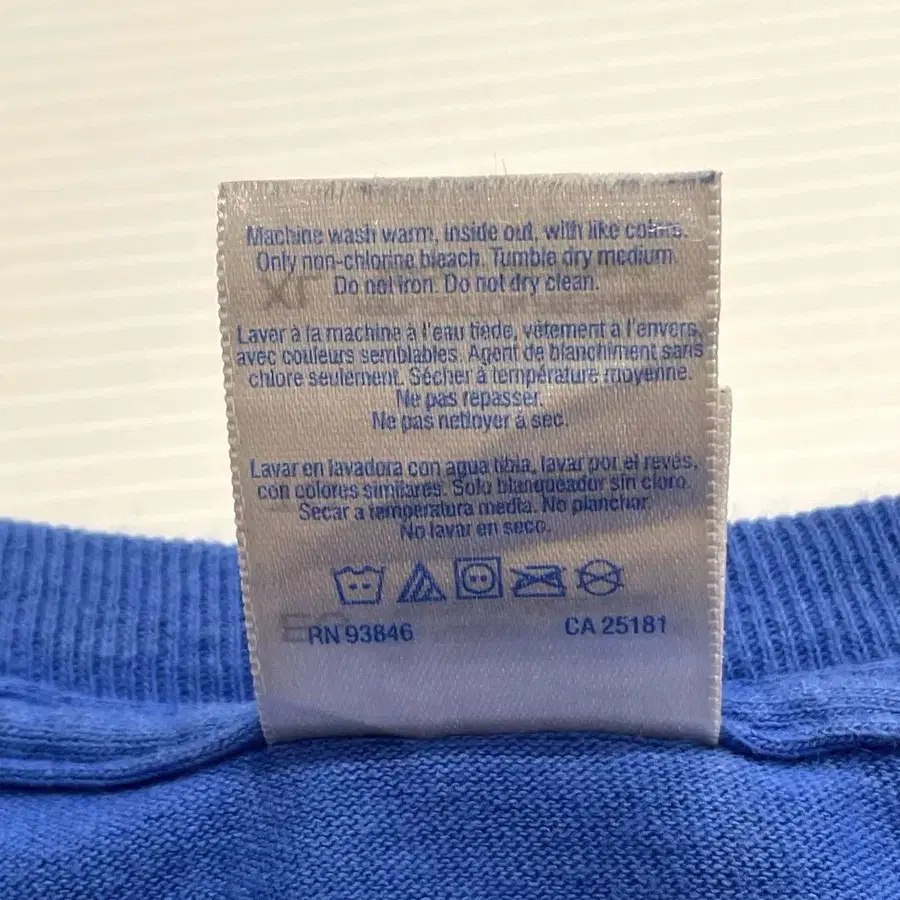 Machine wash warm, inside out, with like colors.
Only non-chlorine bleach. Tumble dry medium.
Do not iron. Do not dry clean.
Laver à la machine à l'eau tiède, vêtement à l'envers,
avec couleurs semblables. Agent de blanchiment sans
chlore seulement. Sécher à température moyenne.
Ne pas repasser.
Ne pas nettoyer à sec.
Lavar en lavadora con agua tibia, lavar por el revés,
con colores similares. Solo blanqueador sin cloro.
Secar a temperatura media. No planchar.
No lavar en seco.
RN 93846
CA 25181